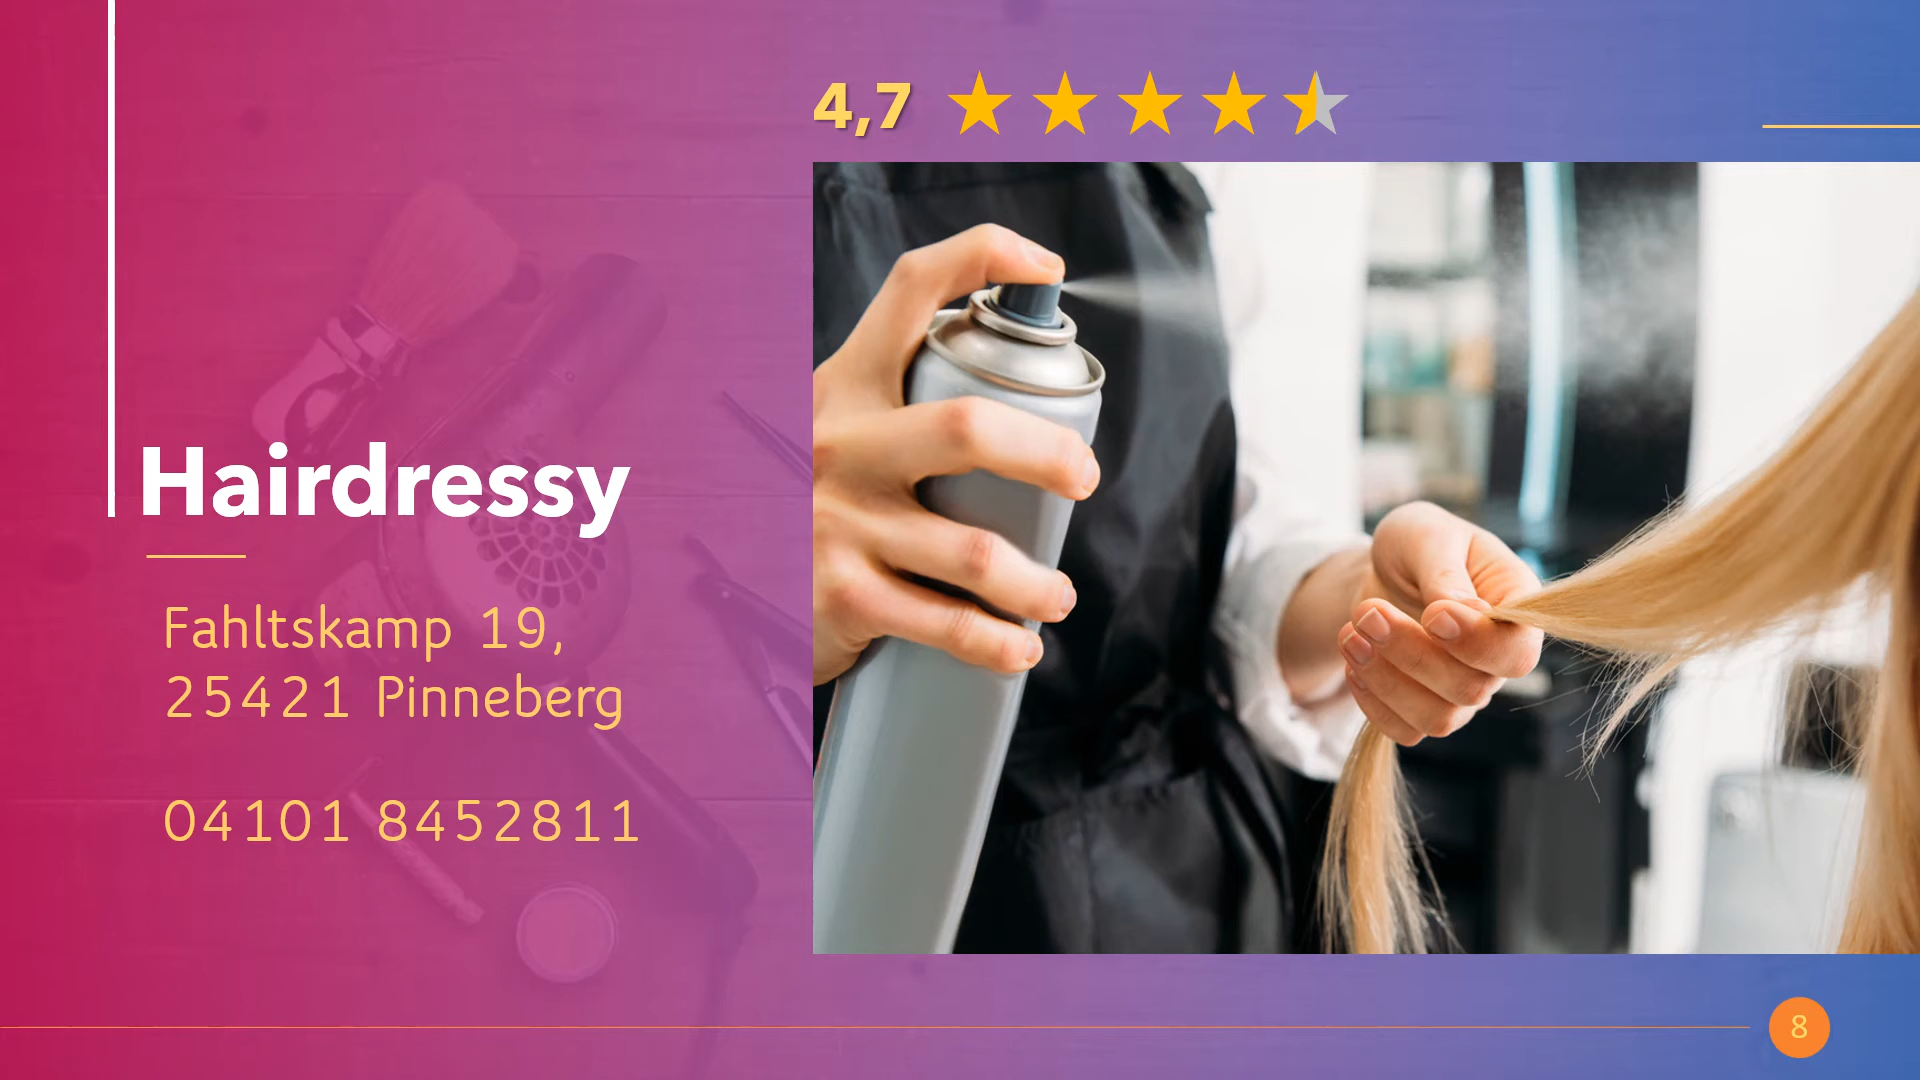 4,7
Hairdressy
Fahltskamp 19,
25421 Pinneberg
04101 8452811
8